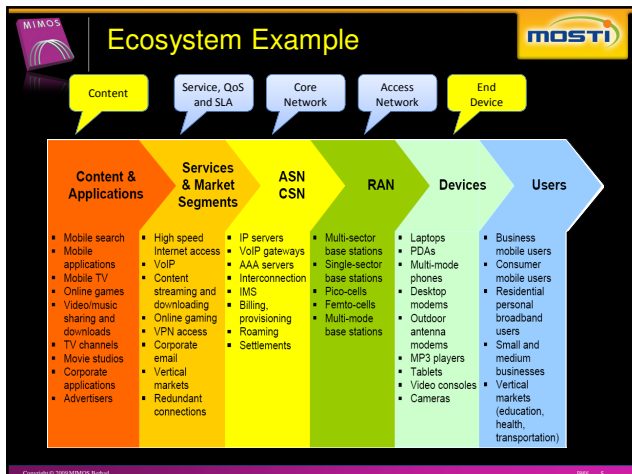 MIMOS
Ecosystem Example
MOSTI
Content
Service, QoS
and SLA
Core
Network
Access
Network
End
Device
Content &
Applications
Services
& Market
Segments
ASN
CSN
RAN
Devices
Users
▪ Mobile search
▪ Mobile
applications
▪ Mobile TV
▪ Online games
▪ Video/music
sharing and
downloads
▪ TV channels
▪ Movie studios
▪ Corporate
applications
▪ Advertisers
▪ High speed
Internet access
▪ VoIP
▪ Content
streaming and
downloading
▪ Online gaming
▪ VPN access
▪ Corporate
email
▪ Vertical
markets
▪ Redundant
connections
▪ IP servers
▪ VoIP gateways
▪ AAA servers
▪ Interconnection
▪ IMS
▪ Billing,
provisioning
▪ Roaming
▪ Settlements
▪ Multi-sector
base stations
▪ Single-sector
base stations
▪ Pico-cells
▪ Femto-cells
▪ Multi-mode
base stations
▪ Laptops
▪ PDAs
▪ Multi-mode
phones
▪ Desktop
modems
▪ Outdoor
antenna
modems
▪ MP3 players
▪ Tablets
▪ Video consoles
▪ Cameras
▪ Business
mobile users
▪ Consumer
mobile users
▪ Residential
personal
broadband
users
▪ Small and
medium
businesses
▪ Vertical
markets
(education,
health,
transportation)
Copyright © 2009 MIMOS Berhad
page 5